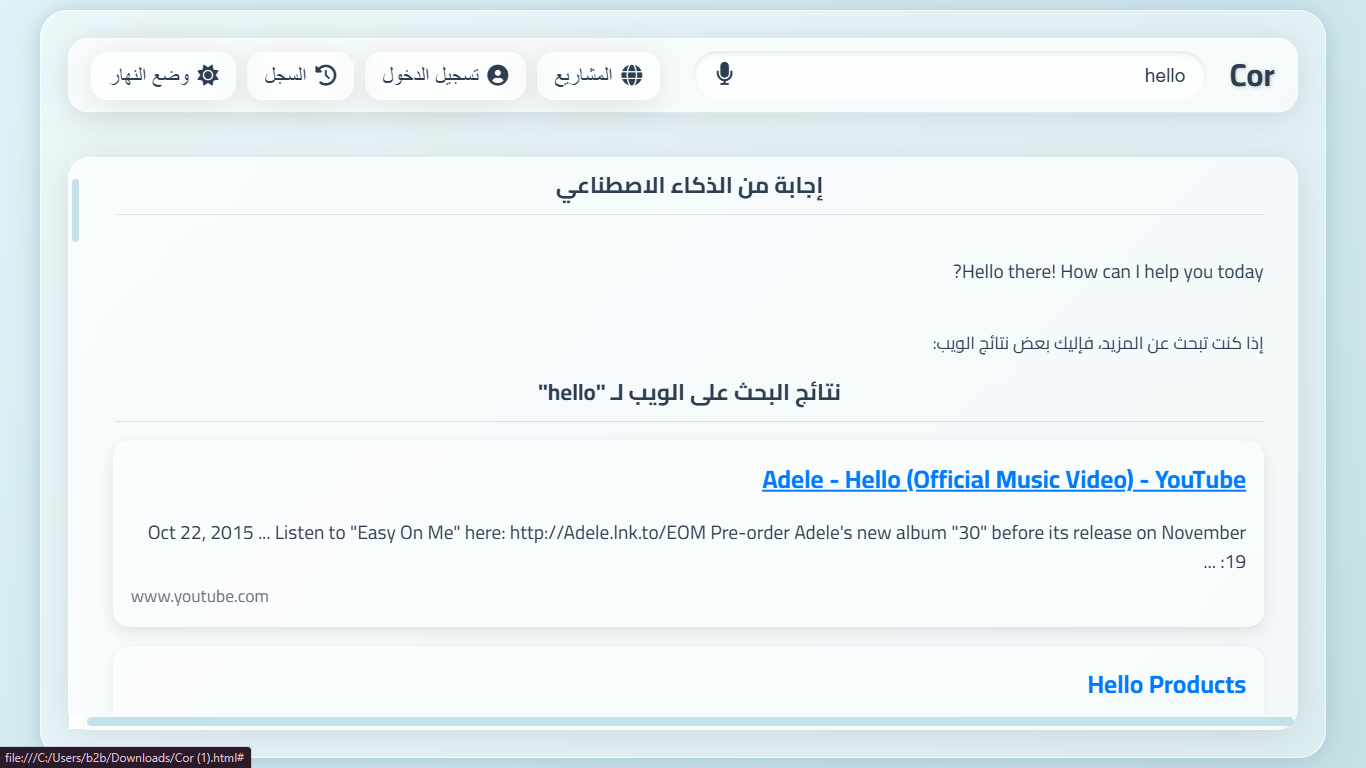 Cor
hello
المشاريع
تسجيل الدخول
السجل
وضع النهار
إجابة من الذكاء الاصطناعي
?Hello there! How can I help you today
إذا كنت تبحث عن المزيد، فإليك بعض نتائج الويب:
نتائج البحث على الويب لـ "hello"
Adele - Hello (Official Music Video) - YouTube
Oct 22, 2015 ... Listen to "Easy On Me" here: http://Adele.lnk.to/EOM Pre-order Adele's new album "30" before its release on November
... :19
www.youtube.com
Hello Products
file:///C:/Users/b2b/Downloads/Cor (1).html#